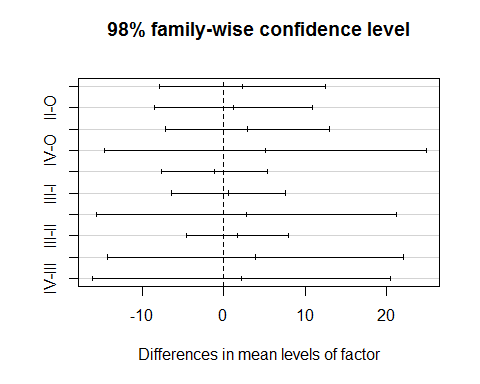 98% family-wise confidence level
II-O
IV-O
III-I
III-II
IV-III
-10 0 10 20
Differences in mean levels of factor